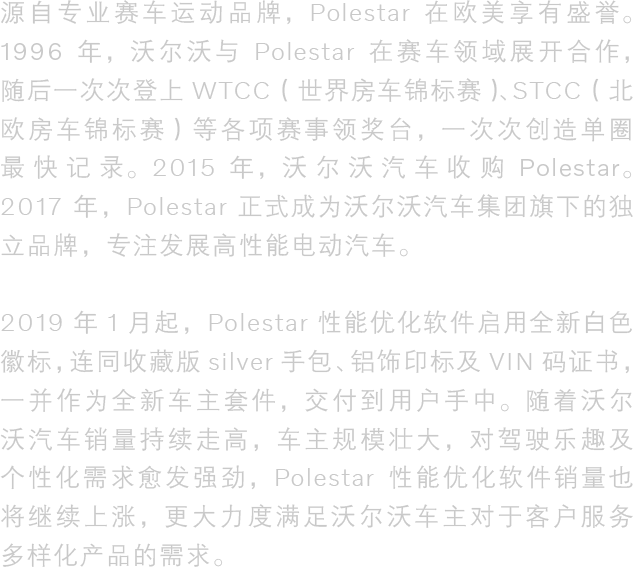 源自专业赛车运动品牌，Polestar 在欧美享有盛誉。
1996 年，沃尔沃与 Polestar 在赛车领域展开合作，
随后一次次登上 WTCC（世界房车锦标赛）、STCC（北
欧房车锦标赛）等各项赛事领奖台，一次次创造单圈
最快记录。2015 年，沃尔沃汽车收购 Polestar。
2017 年，Polestar 正式成为沃尔沃汽车集团旗下的独
立品牌，专注发展高性能电动汽车。
2019 年 1 月起，Polestar 性能优化软件启用全新白色
徽标，连同收藏版 silver 手包、铝饰印标及 VIN 码证书，
一并作为全新车主套件，交付到用户手中。随着沃尔
沃汽车销量持续走高，车主规模壮大，对驾驶乐趣及
个性化需求愈发强劲，Polestar 性能优化软件销量也
将继续上涨，更大力度满足沃尔沃车主对于客户服务
多样化产品的需求。